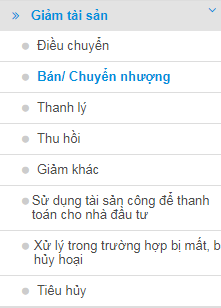 Giảm tài sản
Điều chuyển
Bán/ Chuyển nhượng
Thanh lý
Thu hồi
Giảm khác
Sử dụng tài sản công để thanh
toán cho nhà đầu tư
Xử lý trong trường hợp bị mất, b
hủy hoại
Tiêu hủy